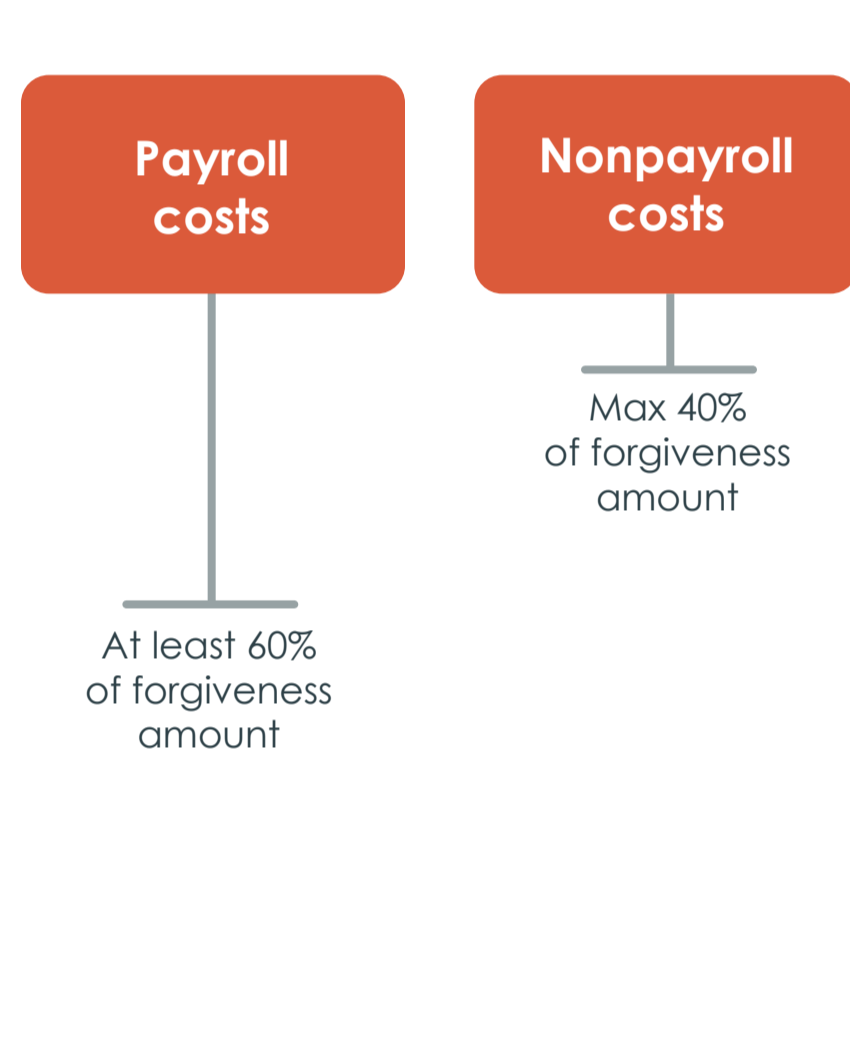 Payroll
costs
Nonpayroll
costs
Max 40%
of forgiveness
amount
At least 60%
of forgiveness
amount